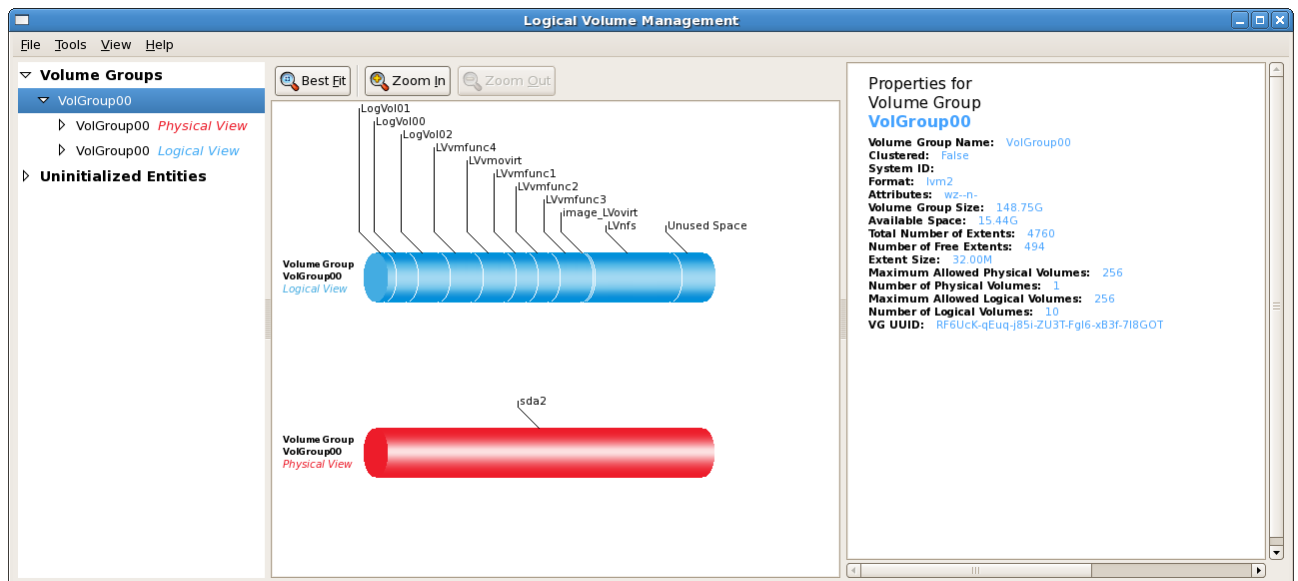 Logical Volume Management
File Tools View Help
Volume Groups
VolGroup00
VolGroup00 Physical View
VolGroup00 Logical View
Uninitialized Entities
Best Fit
Zoom In
Zoom Out
LogVol01
LogVol00
LogVol02
LVvmfunc4
LVvmovirt
LVvmfunc1
LVvmfunc2
LVvmfunc3
image_LVovirt
LVnfs
Unused Space
Volume Group
VolGroup00
Logical View
sda2
Volume Group
VolGroup00
Physical View
Properties for
Volume Group
VolGroup00
Volume Group Name: VolGroup00
Clustered: False
System ID:
Format: lvm2
Attributes: wz--n-
Volume Group Size: 148.75G
Available Space: 15.44G
Total Number of Extents: 4760
Number of Free Extents: 494
Extent Size: 32.00M
Maximum Allowed Physical Volumes: 256
Number of Physical Volumes: 1
Maximum Allowed Logical Volumes: 256
Number of Logical Volumes: 10
VG UUID: RF6UcK-qEuq-j85i-ZU3T-FgI6-xB3f-7I8GOT